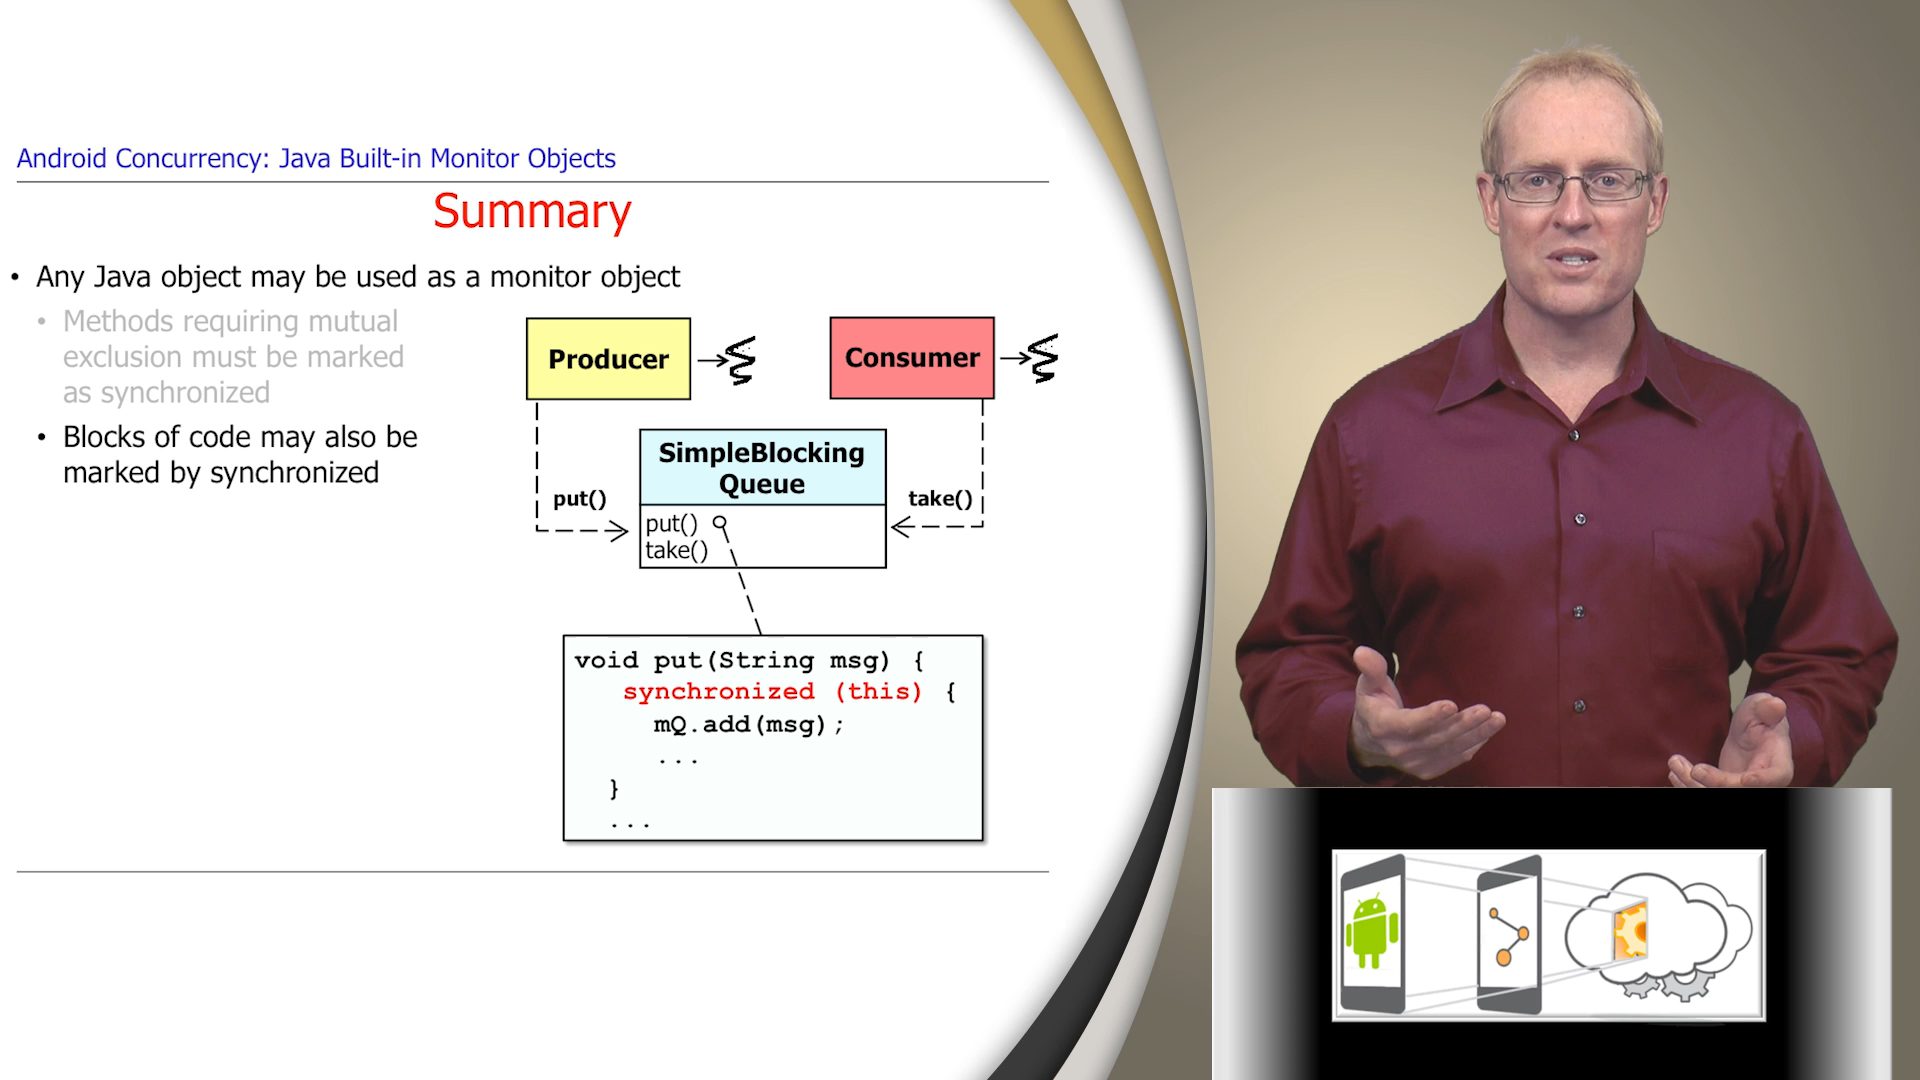 Android Concurrency: Java Built-in Monitor Objects
Summary
• Any Java object may be used as a monitor object
• Methods requiring mutual
exclusion must be marked
as synchronized
• Blocks of code may also be
marked by synchronized
Producer
Consumer
SimpleBlocking
Queue
put()
take()
put()
take()
void put(String msg) {
synchronized (this) {
mQ.add(msg);
...
}
...